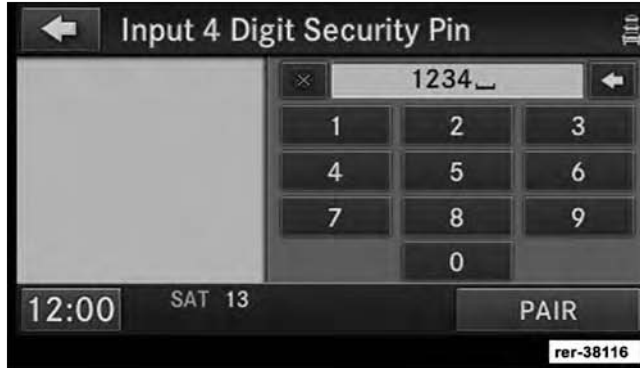 Input 4 Digit Security Pin
1234_
1 2 3
4 5 6
7 8 9
0
12:00 SAT 13 PAIR
rer-38116